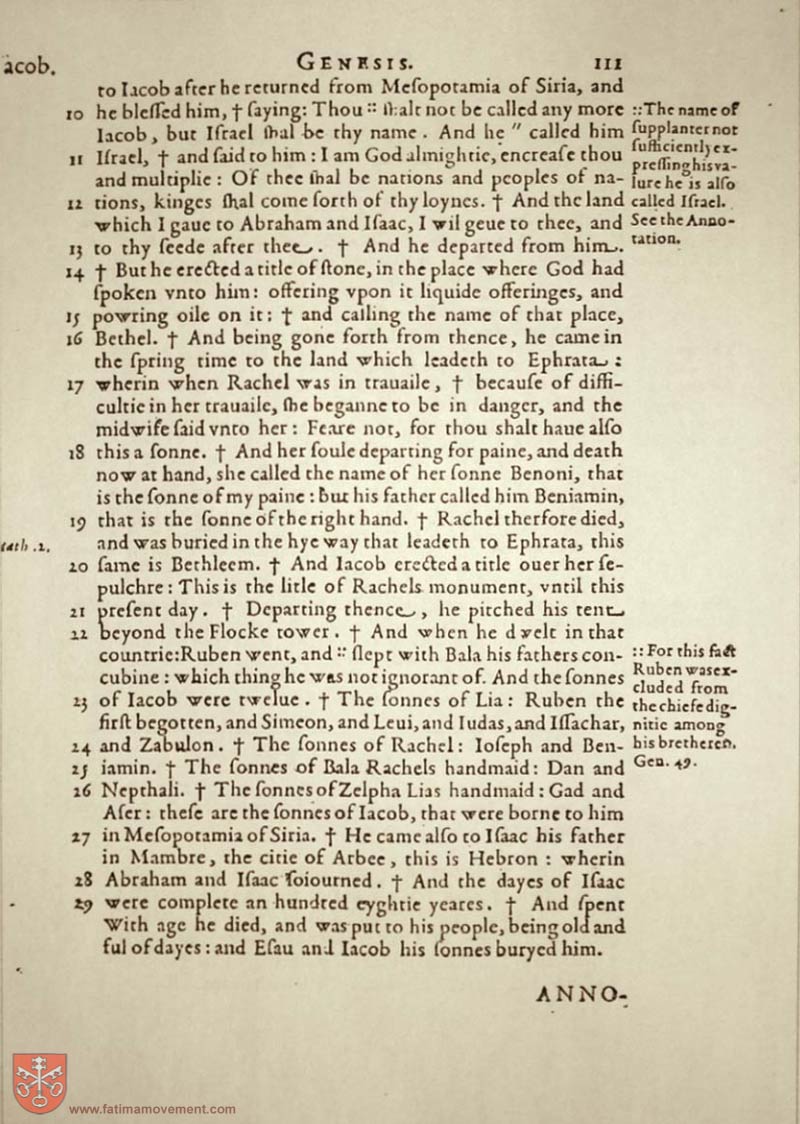 acob.
GENESIS.
111
to Iacob after he returned from Meſopotamia of Siria, and
10 he bleſſed him, † ſaying: Thou :: ſhalt not be called any more
Iacob, but Iſrael ſhal be thy name. And he " called him
11 Iſrael, † and ſaid to him: I am God almightie, encreaſe thou
and multiplie: Of thee ſhal be nations and peoples of na-
12 tions, kinges ſhal come forth of thy loynes. † And the land
which I gaue to Abraham and Iſaac, I wil geue to thee, and
13 to thy ſeede after thee. † And he departed from him.
14 † But he erected a title of ſtone, in the place where God had
ſpoken vnto him: offering vpon it liquide offeringes, and
15 powring oile on it: † and calling the name of that place,
16 Bethel. † And being gone forth from thence, he came in
the ſpring time to the land which leadeth to Ephrata:
17 wherin when Rachel was in trauaile, † becauſe of diffi-
cultie in her trauaile, ſhe beganne to be in danger, and the
midwife ſaid vnto her: Feare not, for thou shalt haue alſo
18 this a ſonne. † And her ſoule departing for paine, and death
now at hand, she called the name of her ſonne Benoni, that
is the ſonne of my paine: but his father called him Beniamin,
19 that is the ſonne of the right hand. † Rachel therfore died,
and was buried in the hye way that leadeth to Ephrata, this
20 ſame is Bethleem. † And Iacob erected a title ouer her ſe-
pulchre: This is the litle of Rachels monument, vntil this
21 preſent day. † Departing thence, he pitched his tent
22 beyond the Flocke tower. † And when he dwelt in that
countrie: Ruben went, and :: ſlept with Bala his fathers con-
cubine: which thing he was not ignorant of. And the ſonnes
23 of Iacob were twelue. † The ſonnes of Lia: Ruben the
firſt begotten, and Simeon, and Leui, and Iudas, and Iſſachar,
24 and Zabulon. † The ſonnes of Rachel: Ioſeph and Ben-
25 iamin. † The ſonnes of Bala Rachels handmaid: Dan and
26 Nepthali. † The ſonnes of Zelpha Lias handmaid: Gad and
Aſer: theſe are the ſonnes of Iacob, that were borne to him
27 in Meſopotamia of Siria. † He came alſo to Iſaac his father
in Mambre, the citie of Arbee, this is Hebron: wherin
28 Abraham and Iſaac ſoiourned. † And the dayes of Iſaac
29 were complete an hundred eyghtie yeares. † And ſpent
With age he died, and was put to his people, being old and
ful of dayes: and Eſau and Iacob his ſonnes buryed him.
ANNO-
::The name of
ſupplanter not
ſufficiently ex-
preſſing his va-
lure he is alſo
called Iſrael.
See the Anno-
tation.
::For this fact
Ruben was ex-
cluded from
the chiefe dig-
nitie among
his bretheren.
Gen. 49.
www.fatimamovement.com